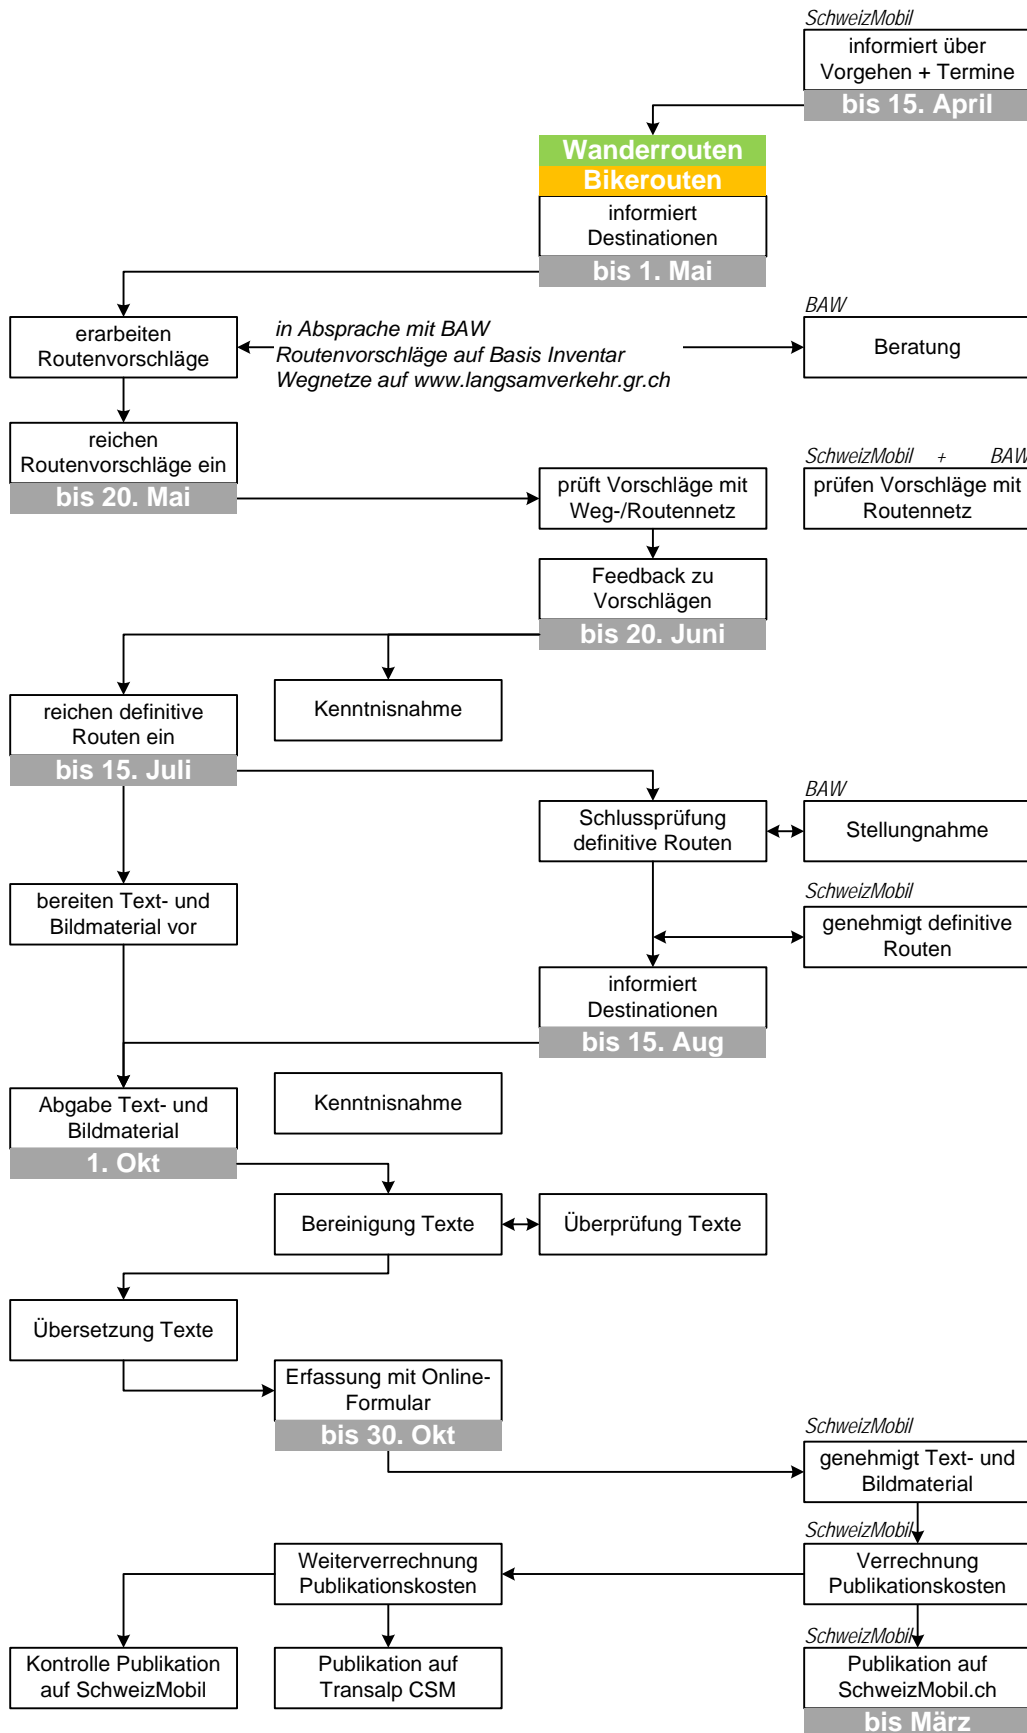 SchweizMobil
informiert über
Vorgehen + Termine
bis 15. April
Wanderrouten
Bikerouten
informiert
Destinationen
bis 1. Mai
erarbeiten
Routenvorschläge
in Absprache mit BAW
Routenvorschläge auf Basis Inventar
Wegnetze auf www.langsamverkehr.gr.ch
BAW
Beratung
reichen
Routenvorschläge ein
bis 20. Mai
prüft Vorschläge mit
Weg-/Routennetz
SchweizMobil + BAW
prüfen Vorschläge mit
Routennetz
Feedback zu
Vorschlägen
bis 20. Juni
reichen definitive
Routen ein
bis 15. Juli
Kenntnisnahme
Schlussprüfung
definitive Routen
BAW
Stellungnahme
bereiten Text- und
Bildmaterial vor
SchweizMobil
genehmigt definitive
Routen
informiert
Destinationen
bis 15. Aug
Abgabe Text- und
Bildmaterial
1. Okt
Kenntnisnahme
Bereinigung Texte
Überprüfung Texte
Übersetzung Texte
Erfassung mit Online-
Formular
bis 30. Okt
SchweizMobil
genehmigt Text- und
Bildmaterial
SchweizMobil
Verrechnung
Publikationskosten
Weiterverrechnung
Publikationskosten
Kontrolle Publikation
auf SchweizMobil
Publikation auf
Transalp CSM
SchweizMobil
Publikation auf
SchweizMobil.ch
bis März